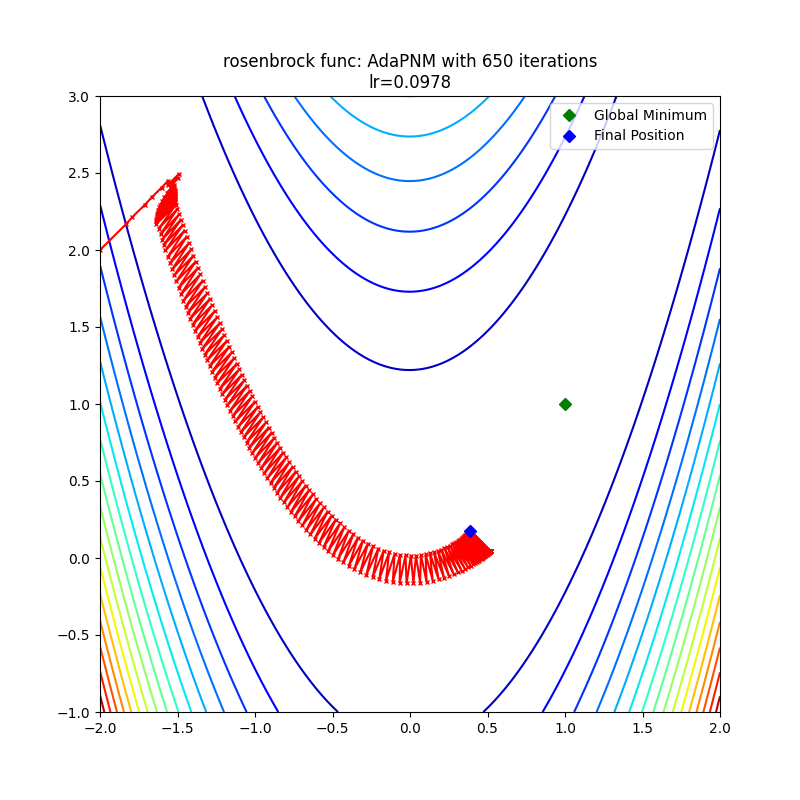 rosenbrock func: AdaPNM with 650 iterations
lr=0.0978
Global Minimum
Final Position
3.0
2.5
2.0
1.5
1.0
0.5
0.0
−0.5
−1.0
−2.0 −1.5 −1.0 −0.5 0.0 0.5 1.0 1.5 2.0